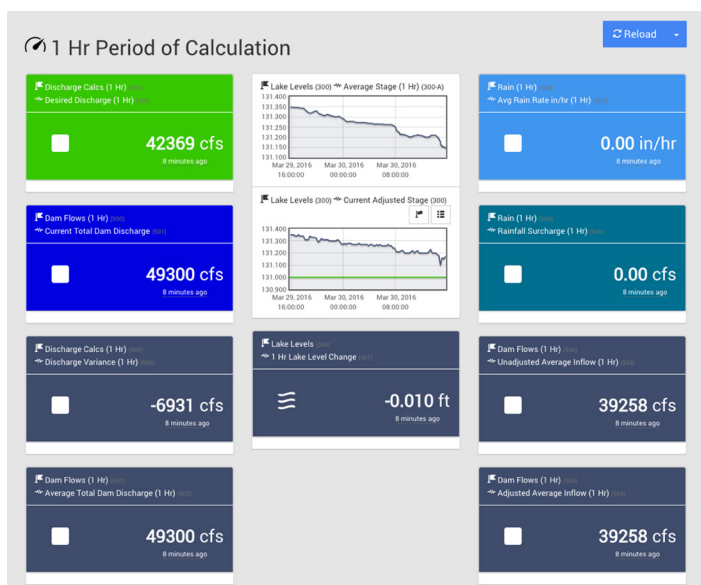 1 Hr Period of Calculation
Reload
Discharge Calcs (1 Hr)
Desired Discharge (1 Hr)
42369 cfs
8 minutes ago
Dam Flows (1 Hr) (500)
Current Total Dam Discharge (501)
49300 cfs
8 minutes ago
Discharge Calcs (1 Hr)
Discharge Variance (1 Hr)
-6931 cfs
8 minutes ago
Dam Flows (1 Hr)
Average Total Dam Discharge (1 Hr)
49300 cfs
8 minutes ago
Lake Levels (300) Average Stage (1 Hr) (300-A)
131.400
131.350
131.300
131.250
131.200
131.150
131.100
Mar 29, 2016 Mar 30, 2016 Mar 30, 2016
16:00:00 00:00:00 08:00:00
Lake Levels (300) Current Adjusted Stage (300)
131.400
131.300
131.200
131.100
131.000
130.900
Mar 29, 2016 Mar 30, 2016 Mar 30, 2016
16:00:00 00:00:00 08:00:00
Lake Levels
1 Hr Lake Level Change
-0.010 ft
8 minutes ago
Rain (1 Hr)
Avg Rain Rate in/hr (1 Hr)
0.00 in/hr
8 minutes ago
Rain (1 Hr)
Rainfall Surcharge (1 Hr)
0.00 cfs
8 minutes ago
Dam Flows (1 Hr)
Unadjusted Average Inflow (1 Hr)
39258 cfs
8 minutes ago
Dam Flows (1 Hr)
Adjusted Average Inflow (1 Hr)
39258 cfs
8 minutes ago